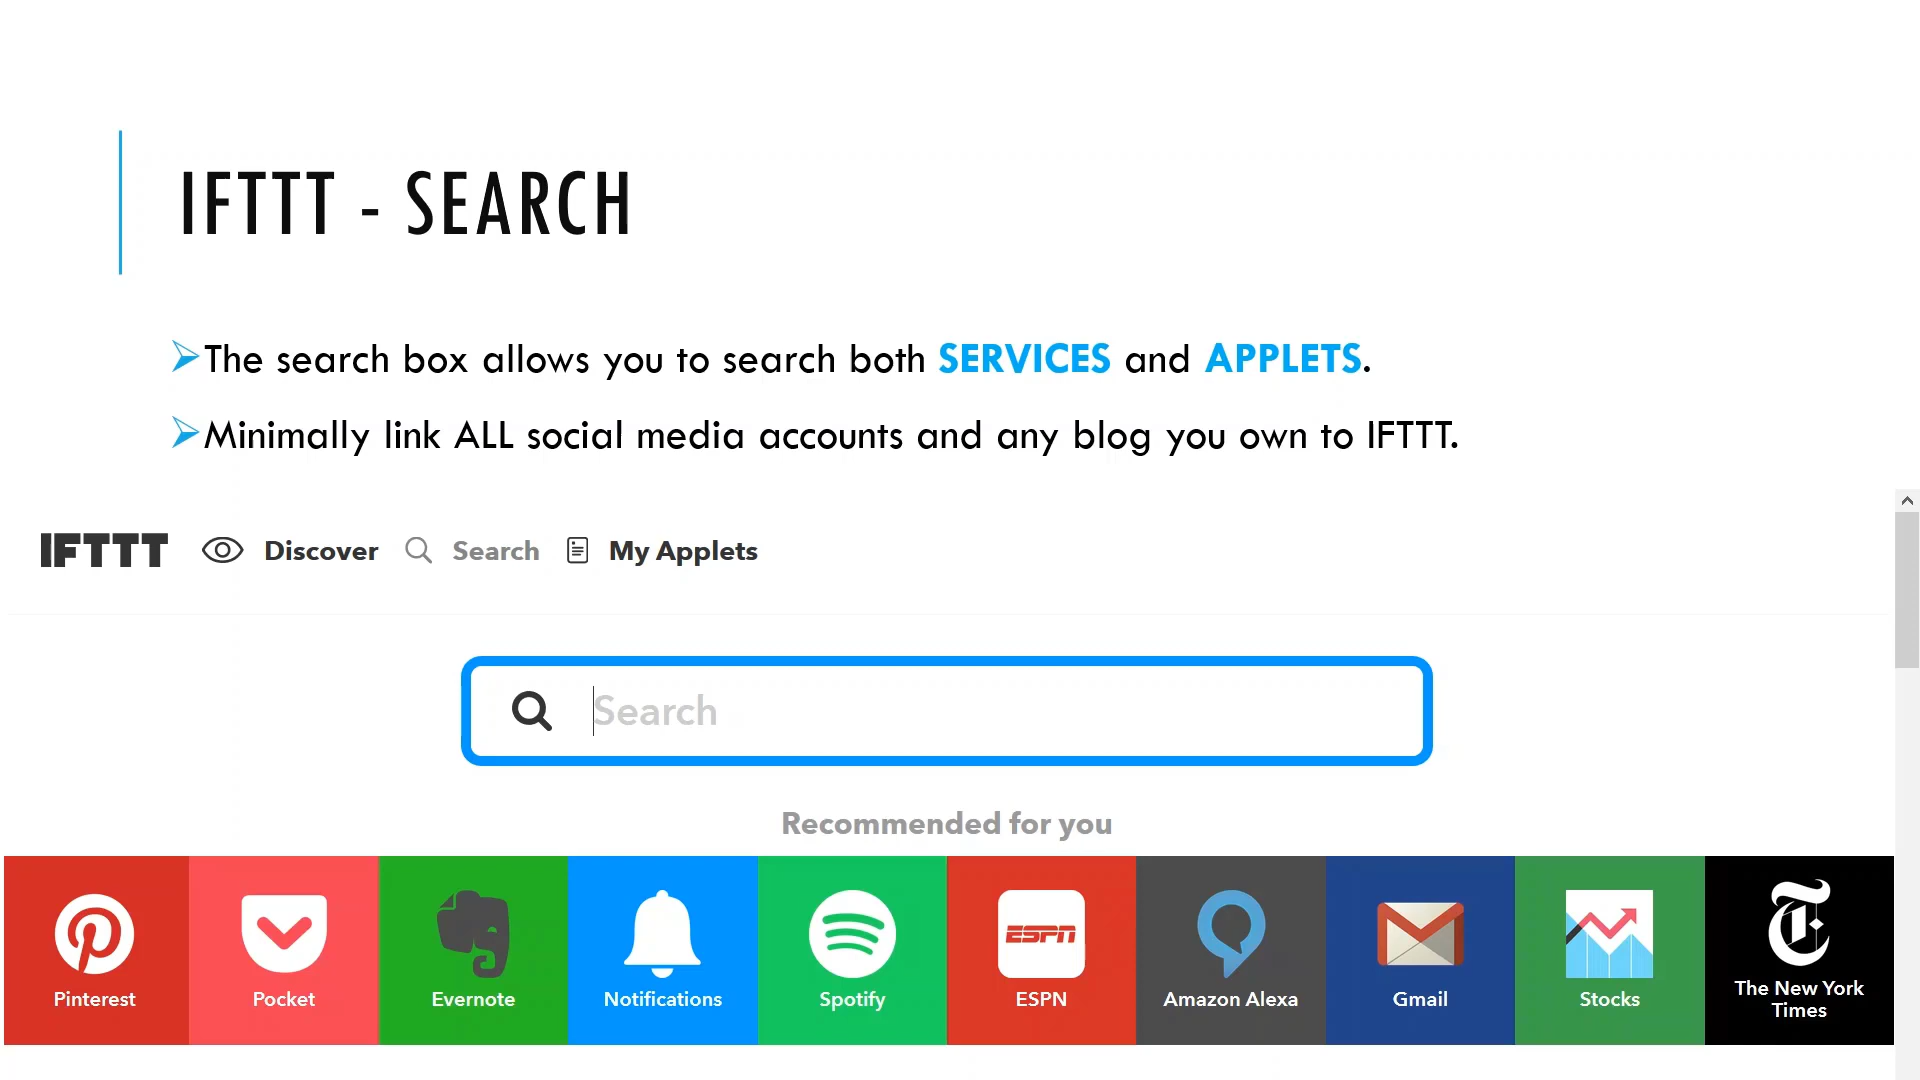 IFTTT - SEARCH
The search box allows you to search both SERVICES and APPLETS.
Minimally link ALL social media accounts and any blog you own to IFTTT.
IFTTT Discover Search My Applets
Search
Recommended for you
ESPN
Pinterest Pocket Evernote Notifications Spotify ESPN Amazon Alexa Gmail Stocks The New York
Times